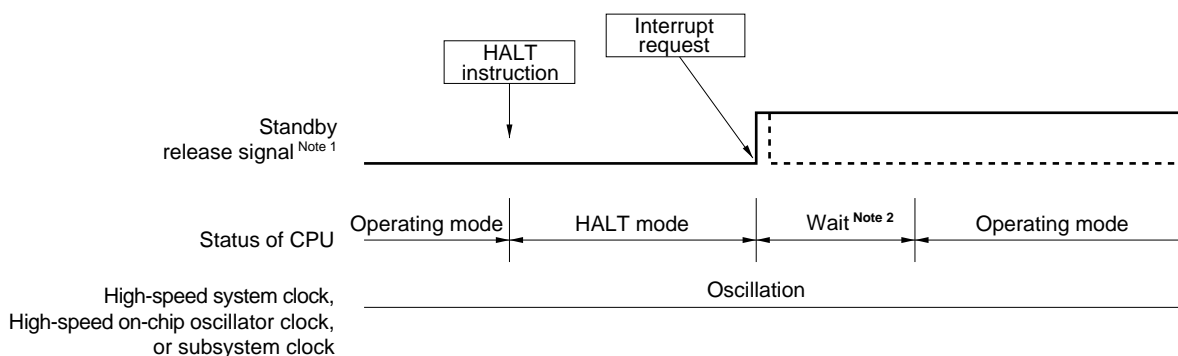 HALT
instruction
Interrupt
request
Standby
release signal Note 1
Status of CPU
Operating mode
HALT mode
Wait Note 2
Operating mode
High-speed system clock,
High-speed on-chip oscillator clock,
or subsystem clock
Oscillation